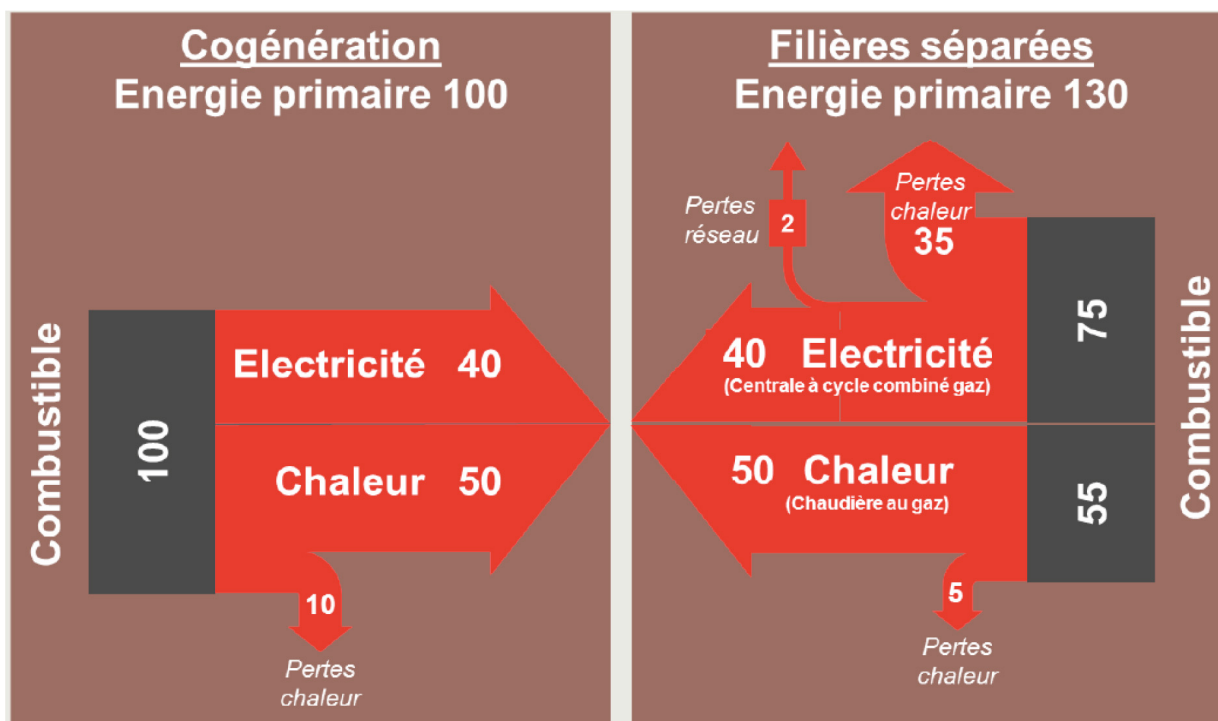 Cogénération
Energie primaire 100
Combustible
100
Electricité 40
Chaleur 50
10
Pertes
chaleur
Filières séparées
Energie primaire 130
Pertes
réseau
2
Pertes
chaleur
35
40 Electricité
(Centrale à cycle combiné gaz)
75
50 Chaleur
(Chaudière au gaz)
55
Combustible
5
Pertes
chaleur